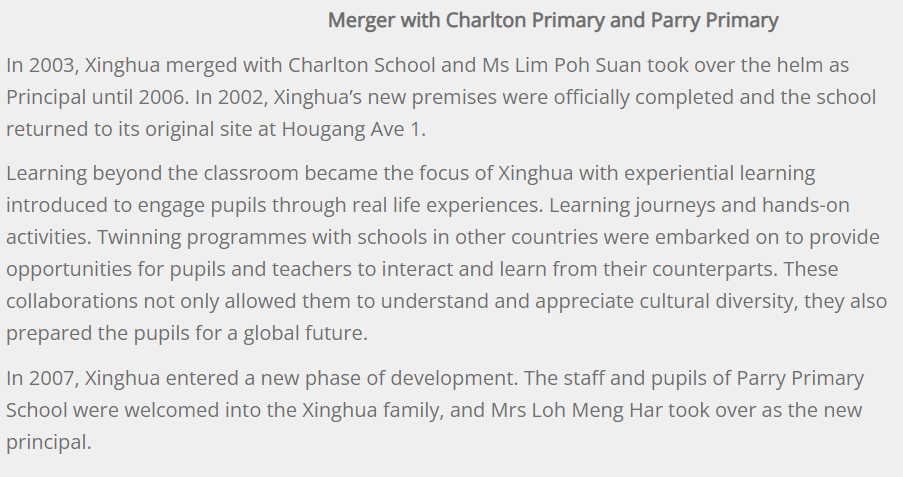 Merger with Charlton Primary and Parry Primary
In 2003, Xinghua merged with Charlton School and Ms Lim Poh Suan took over the helm as
Principal until 2006. In 2002, Xinghua’s new premises were officially completed and the school
returned to its original site at Hougang Ave 1.
Learning beyond the classroom became the focus of Xinghua with experiential learning
introduced to engage pupils through real life experiences. Learning journeys and hands-on
activities. Twinning programmes with schools in other countries were embarked on to provide
opportunities for pupils and teachers to interact and learn from their counterparts. These
collaborations not only allowed them to understand and appreciate cultural diversity, they also
prepared the pupils for a global future.
In 2007, Xinghua entered a new phase of development. The staff and pupils of Parry Primary
School were welcomed into the Xinghua family, and Mrs Loh Meng Har took over as the new
principal.